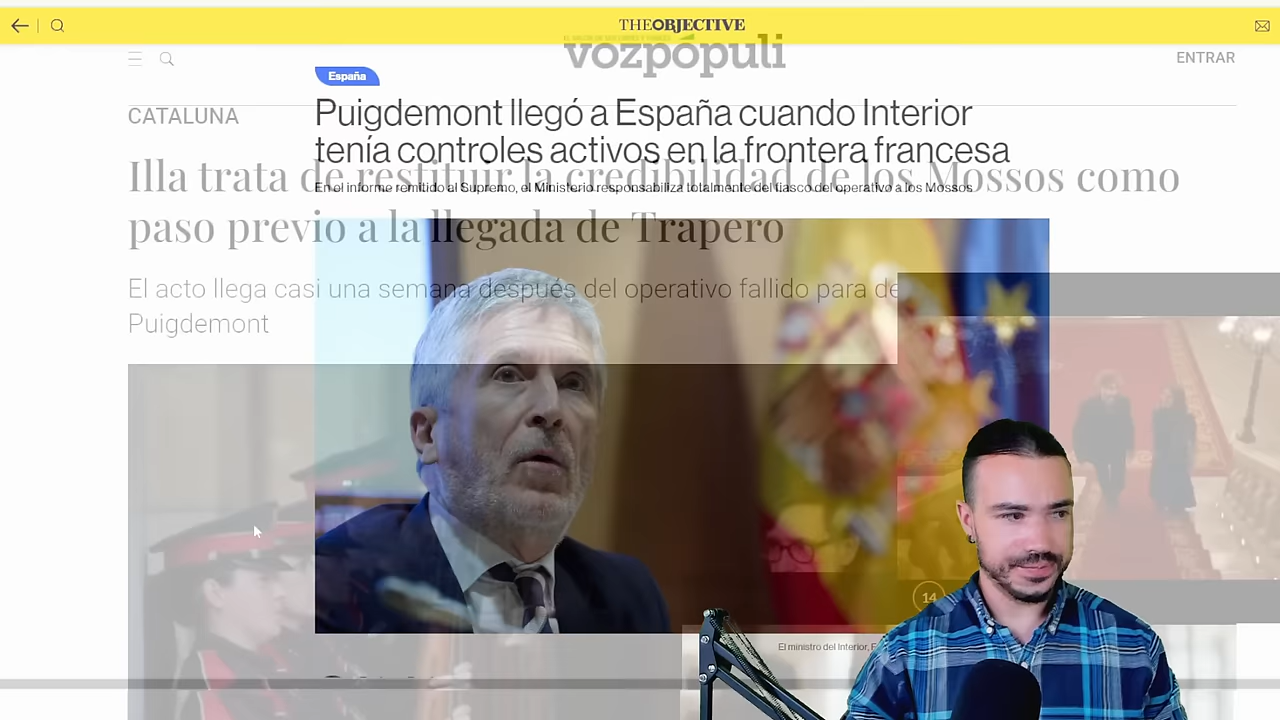 THEOBJECTIVE
vozpópuli
ENTRAR
España
CATALUNA
Puigdemont llegó a España cuando Interior
tenía controles activos en la frontera francesa
Illa trata de restituir la credibilidad de los Mossos como
En el informe remitido al Supremo, el Ministerio responsabiliza totalmente del fiasco del operativo a los Mossos
paso previo a la llegada de Trapero
El acto llega casi una semana después del operativo fallido para de
Puigdemont
14
El ministro del Interior, F